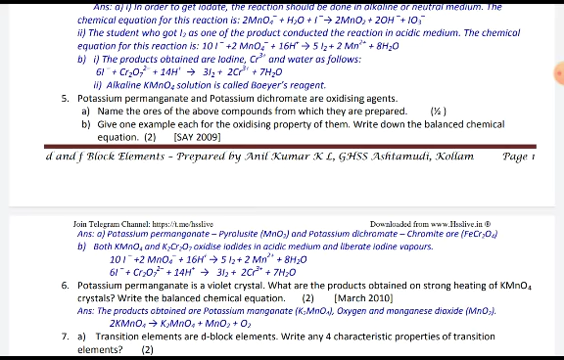 Ans: a) i) In order to get iodate, the reaction should be done in alkaline or neutral medium. The
chemical equation for this reaction is: 2MnO₄⁻ + H₂O + I⁻→ 2MnO₂ + 2OH⁻+ IO₃⁻
ii) The student who got I₂ as one of the product conducted the reaction in acidic medium. The chemical
equation for this reaction is: 10 I⁻ +2 MnO₄⁻ + 16H⁺ → 5 I₂ + 2 Mn²⁺ + 8H₂O
b) i) The products obtained are Iodine, Cr³⁺ and water as follows:
6I⁻ + Cr₂O₇²⁻ + 14H⁺ → 3I₂ + 2Cr³⁺ + 7H₂O
ii) Alkaline KMnO₄ solution is called Baeyer's reagent.
5. Potassium permanganate and Potassium dichromate are oxidising agents.
a) Name the ores of the above compounds from which they are prepared. (½ )
b) Give one example each for the oxidising property of them. Write down the balanced chemical
equation. (2) [SAY 2009]
d and f Block Elements - Prepared by Anil Kumar K L, GHSS Ashtamudi, Kollam Page 1
Join Telegram Channel: https://t.me/hsslive Downloaded from www.Hsslive.in ®
Ans: a) Potassium permanganate – Pyrolusite (MnO₂) and Potassium dichromate – Chromite ore (FeCr₂O₄)
b) Both KMnO₄ and K₂Cr₂O₇ oxidise iodides in acidic medium and liberate iodine vapours.
10 I⁻ +2 MnO₄⁻ + 16H⁺ → 5 I₂ + 2 Mn²⁺ + 8H₂O
6I⁻ + Cr₂O₇²⁻ + 14H⁺ → 3I₂ + 2Cr³⁺ + 7H₂O
6. Potassium permanganate is a violet crystal. What are the products obtained on strong heating of KMnO₄
crystals? Write the balanced chemical equation. (2) [March 2010]
Ans: The products obtained are Potassium manganate (K₂MnO₄), Oxygen and manganese dioxide (MnO₂).
2KMnO₄ → K₂MnO₄ + MnO₂ + O₂
7. a) Transition elements are d-block elements. Write any 4 characteristic properties of transition
elements? (2)